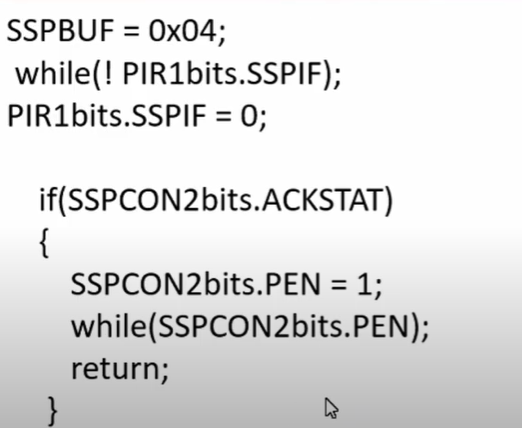 SSPBUF = 0x04;
while(! PIR1bits.SSPIF);
PIR1bits.SSPIF = 0;
if(SSPCON2bits.ACKSTAT)
{
SSPCON2bits.PEN = 1;
while(SSPCON2bits.PEN);
return;
}